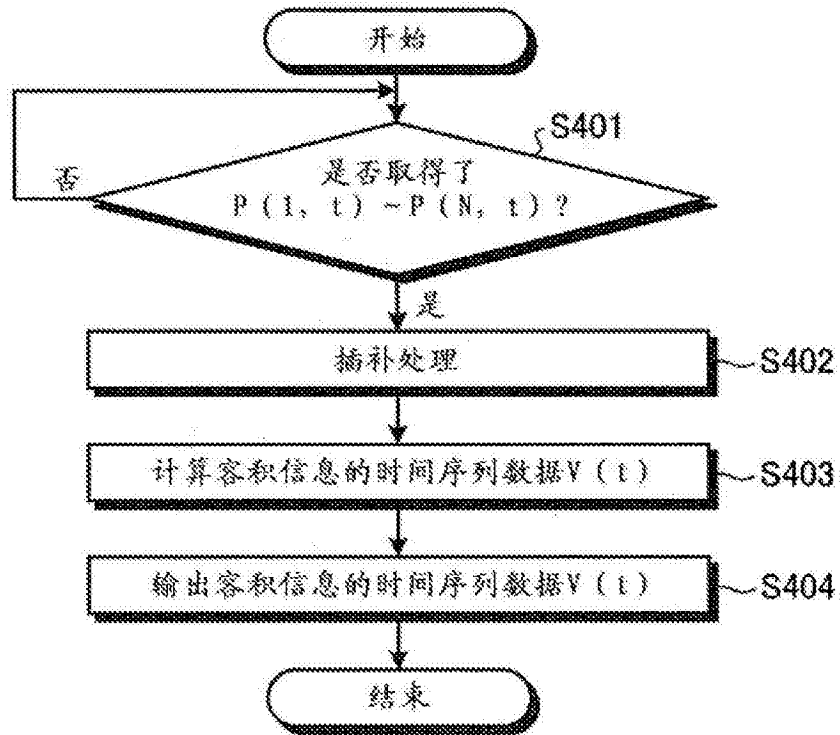 开始
S401
是否取得了
P(1, t)~P(N, t)?
否
是
插补处理
S402
计算容积信息的时间序列数据V(t)
S403
输出容积信息的时间序列数据V(t)
S404
结束